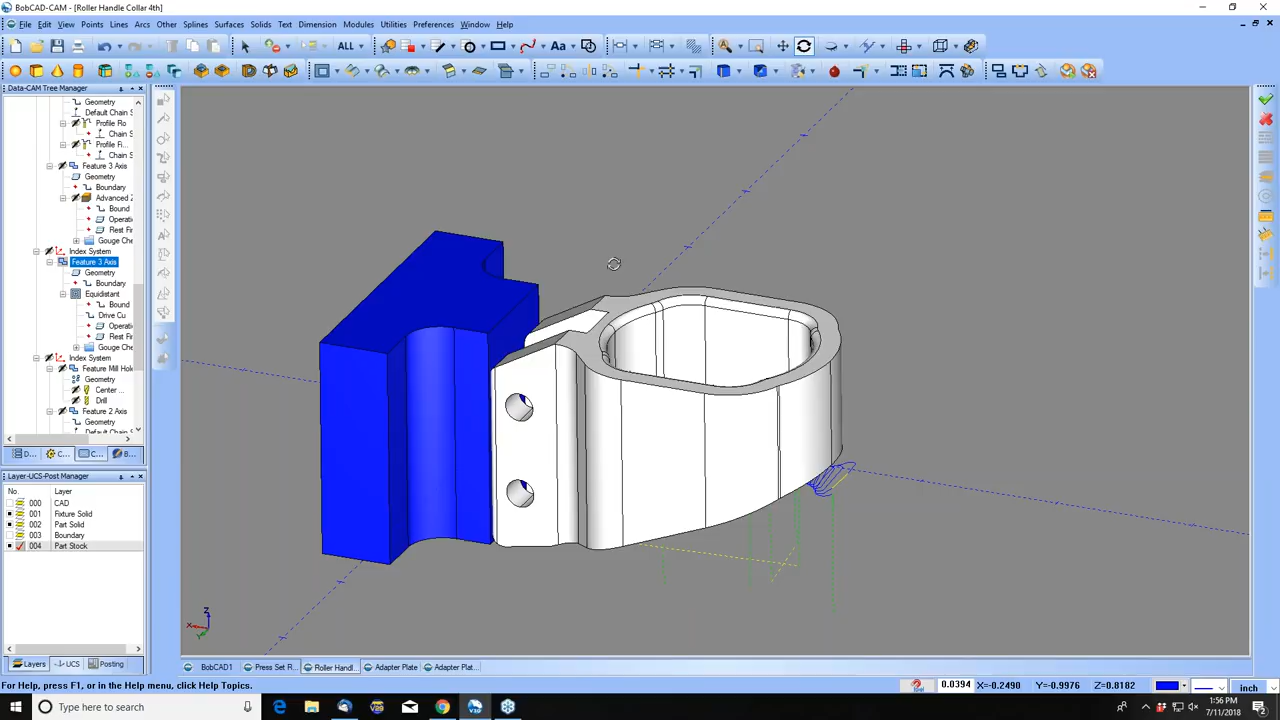 BobCAD-CAM - [Roller Handle Collar 4th]
File Edit View Points Lines Arcs Other Splines Surfaces Solids Text Dimension Modules Utilities Preferences Window Help
ALL Aa
Data-CAM Tree Manager
Geometry
Default Chain S
Profile Ro
Chain S
Profile Fi...
Chain S
Feature 3 Axis
Geometry
Boundary
Advanced Z
Bound
Operatio
Rest Fin
Gouge Che
Index System
Feature 3 Axis
Geometry
Boundary
Equidistant
Bound
Drive Cu
Operatio
Rest Fin
Gouge Che
Index System
Feature Mill Hol
Geometry
Center ...
Drill
Feature 2 Axis
Geometry
Default Chain S
D... C... C... B...
Layer-UCS-Post Manager
No. Layer
000 CAD
001 Fixture Solid
002 Part Solid
003 Boundary
004 Part Stock
Layers UCS Posting
Z
X
Y
BobCAD1 Press Set R... Roller Handl... Adapter Plate Adapter Plat...
For Help, press F1, or in the Help menu, click Help Topics.
0.0394 X=-0.2490 Y=-0.9976 Z=0.8182 inch
Type here to search
1:56 PM
7/11/2018